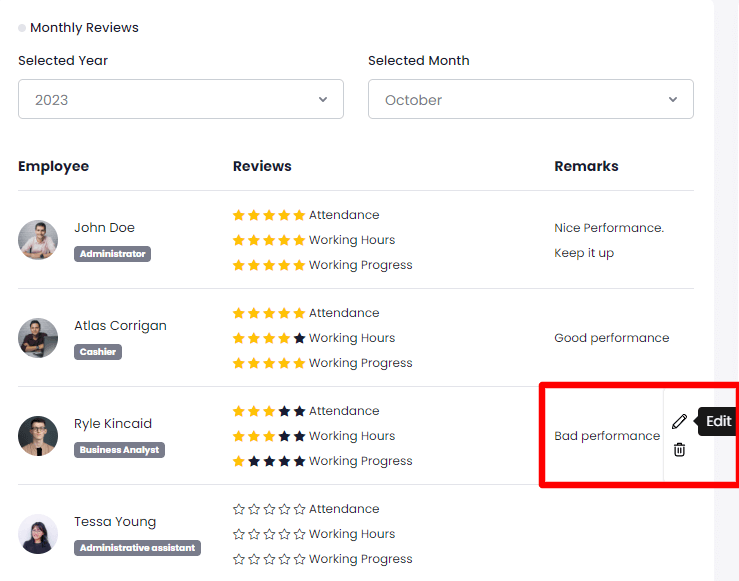 Monthly Reviews
Selected Year
Selected Month
2023
October
Employee
Reviews
Remarks
John Doe
Administrator
Attendance
Working Hours
Working Progress
Nice Performance.
Keep it up
Atlas Corrigan
Cashier
Attendance
Working Hours
Working Progress
Good performance
Ryle Kincaid
Business Analyst
Attendance
Working Hours
Working Progress
Bad performance
Edit
Tessa Young
Administrative assistant
Attendance
Working Hours
Working Progress